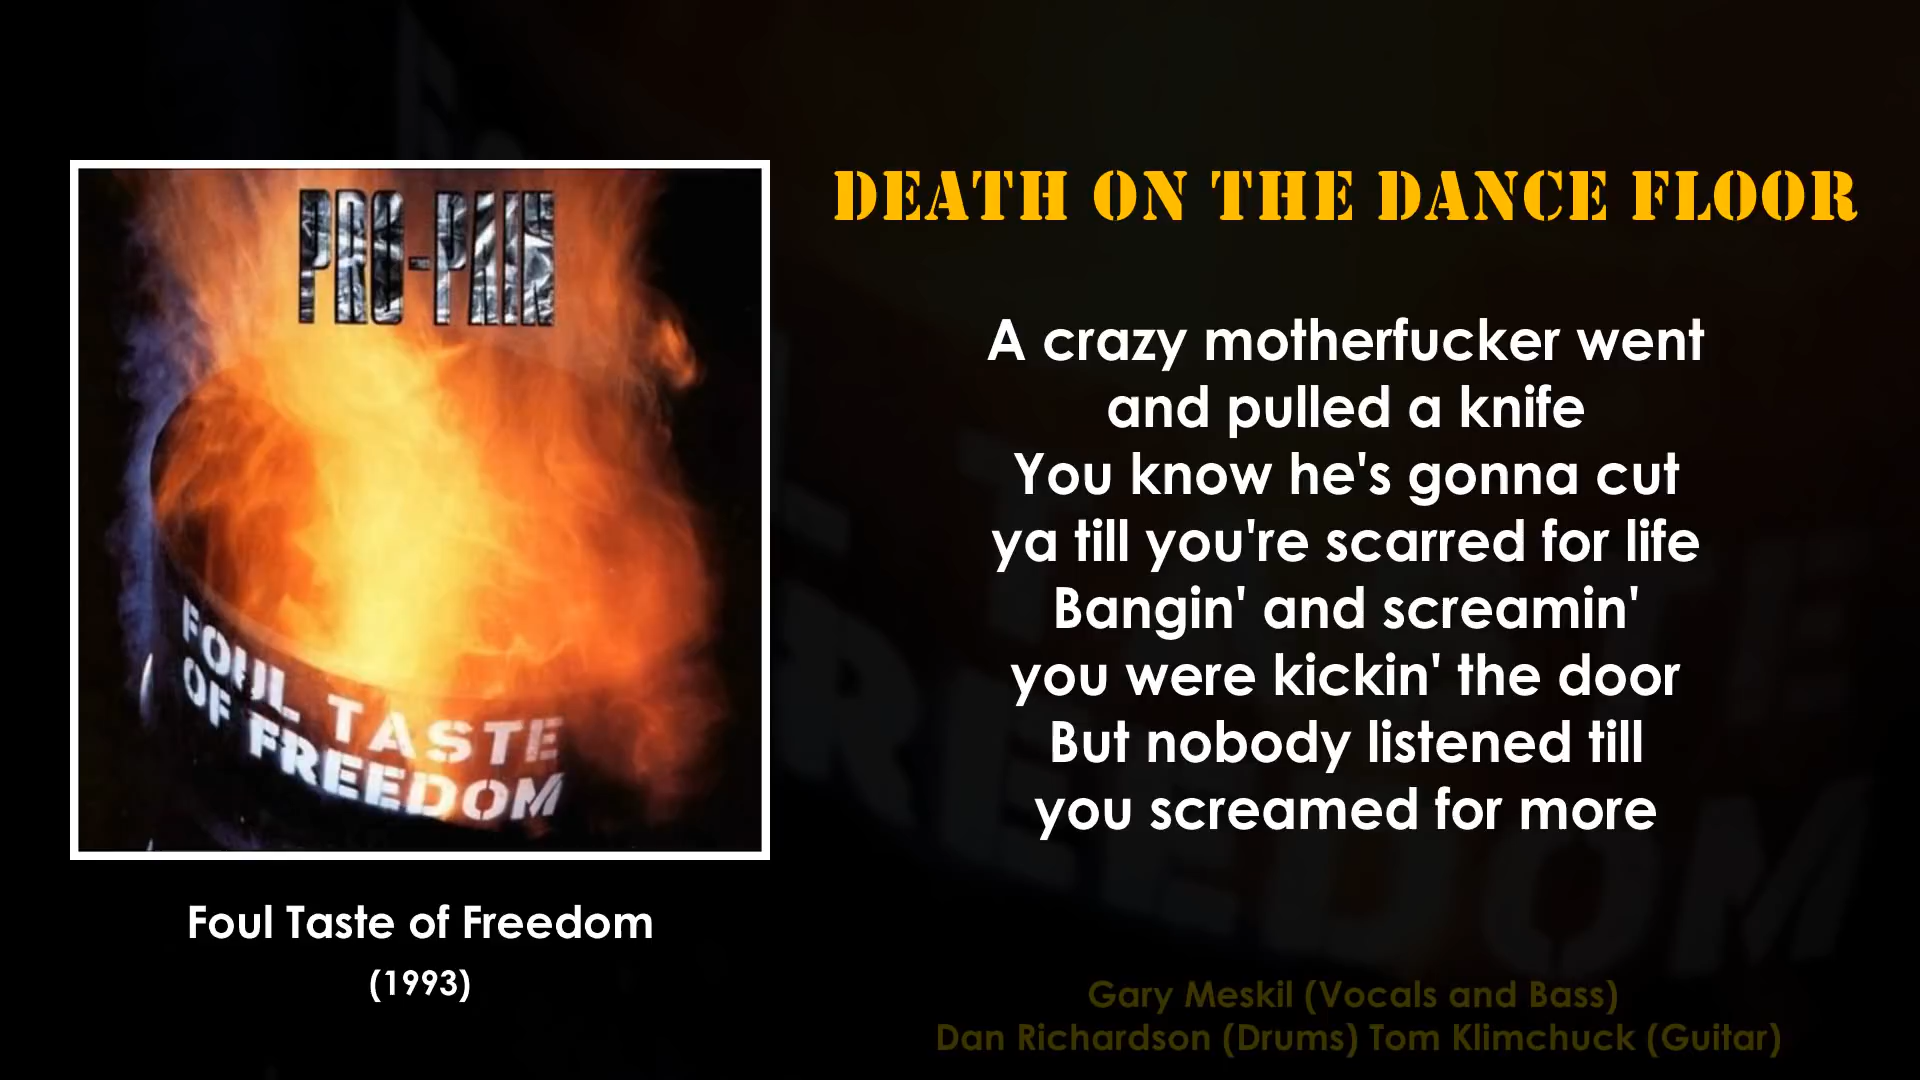 PRO-PAIN
FOUL TASTE
OF FREEDOM
Foul Taste of Freedom
(1993)
DEATH ON THE DANCE FLOOR
A crazy motherfucker went
and pulled a knife
You know he's gonna cut
ya till you're scarred for life
Bangin' and screamin'
you were kickin' the door
But nobody listened till
you screamed for more
Gary Meskil (Vocals and Bass)
Dan Richardson (Drums) Tom Klimchuck (Guitar)